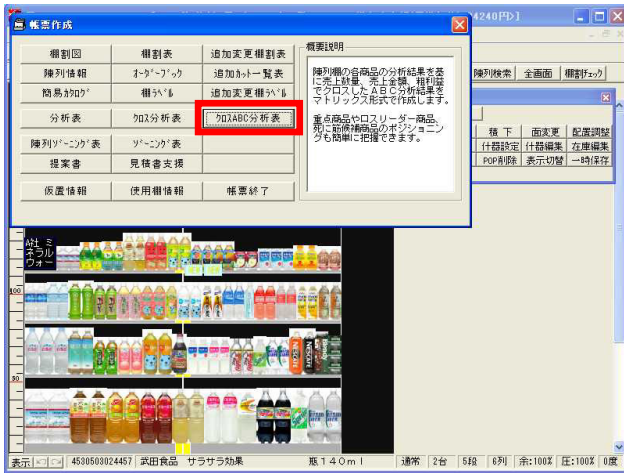 帳票作成
4240円D]
棚割図 棚割表 追加変更棚割表
陳列情報 ｵｰﾀﾞｰﾌﾞｯｸ 追加ｶｯﾄ一覧表
簡易ｶﾀﾛｸﾞ 棚ﾗﾍﾞﾙ 追加変更棚ﾗﾍﾞﾙ
分析表 ｸﾛｽ分析表 ｸﾛｽABC分析表
陳列ｿﾞｰﾆﾝｸﾞ表 ｿﾞｰﾆﾝｸﾞ表
提案書 見積書支援
仮置情報 使用棚情報 帳票終了
概要説明
陳列棚の各商品の分析結果を基
に売上数量、売上金額、粗利益
でクロスしたＡＢＣ分析結果を
マトリックス形式で作成します。
重点商品やロスリーダー商品、
死に筋候補商品のポジショニン
グも簡単に把握できます。
陳列検索 全画面 棚割ﾁｪｯｸ
積下 面変更 配置調整
什器設定 什器編集 在庫編集
POP削除 表示切替 一時保存
A社 ミ
ネラル
ウォー
100
50
表示 4530503024457 武田食品 サラサラ効果 瓶１４０ｍｌ 通常 2台 5段 6列 余:100% 圧:100% 0度